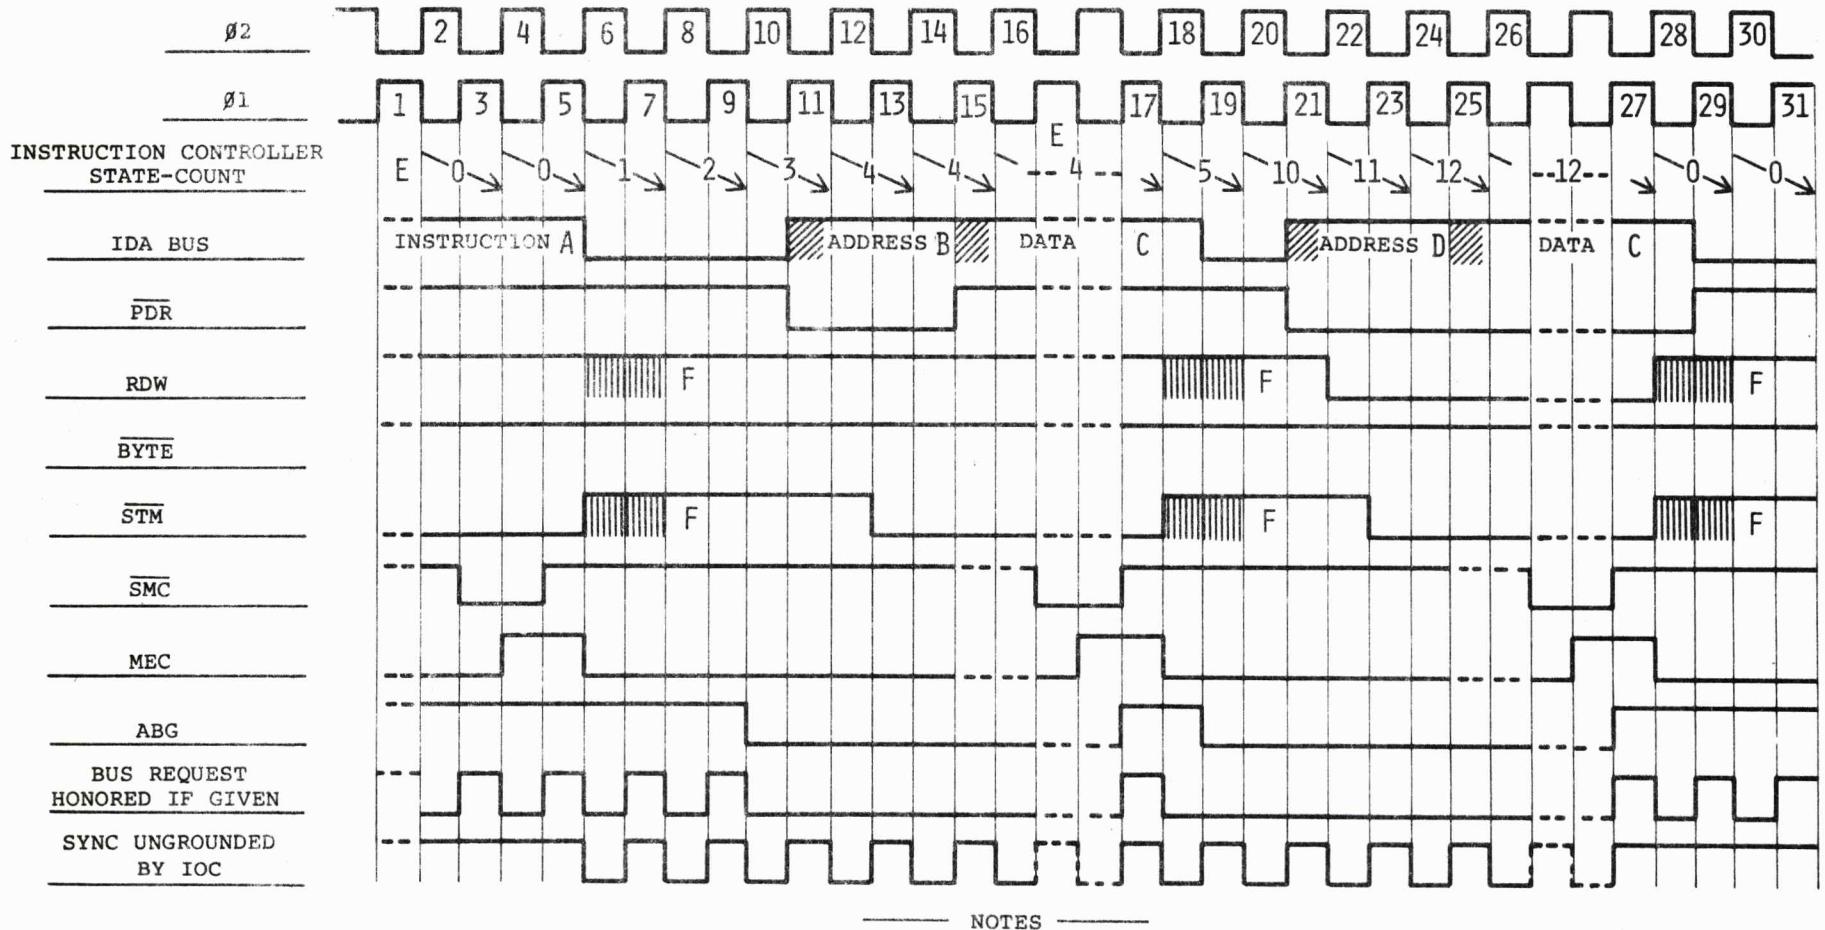 Ø2 2 4 6 8 10 12 14 16 18 20 22 24 26 28 30
Ø1 1 3 5 7 9 11 13 15 17 19 21 23 25 27 29 31
E
INSTRUCTION CONTROLLER
STATE-COUNT
E 0 0 1 2 3 4 4 4 5 10 11 12 12 0 0
IDA BUS INSTRUCTION A ADDRESS B DATA C ADDRESS D DATA C
PDR
RDW F F F
BYTE
STM F F F
SMC
MEC
ABG
BUS REQUEST
HONORED IF GIVEN
SYNC UNGROUNDED
BY IOC
NOTES